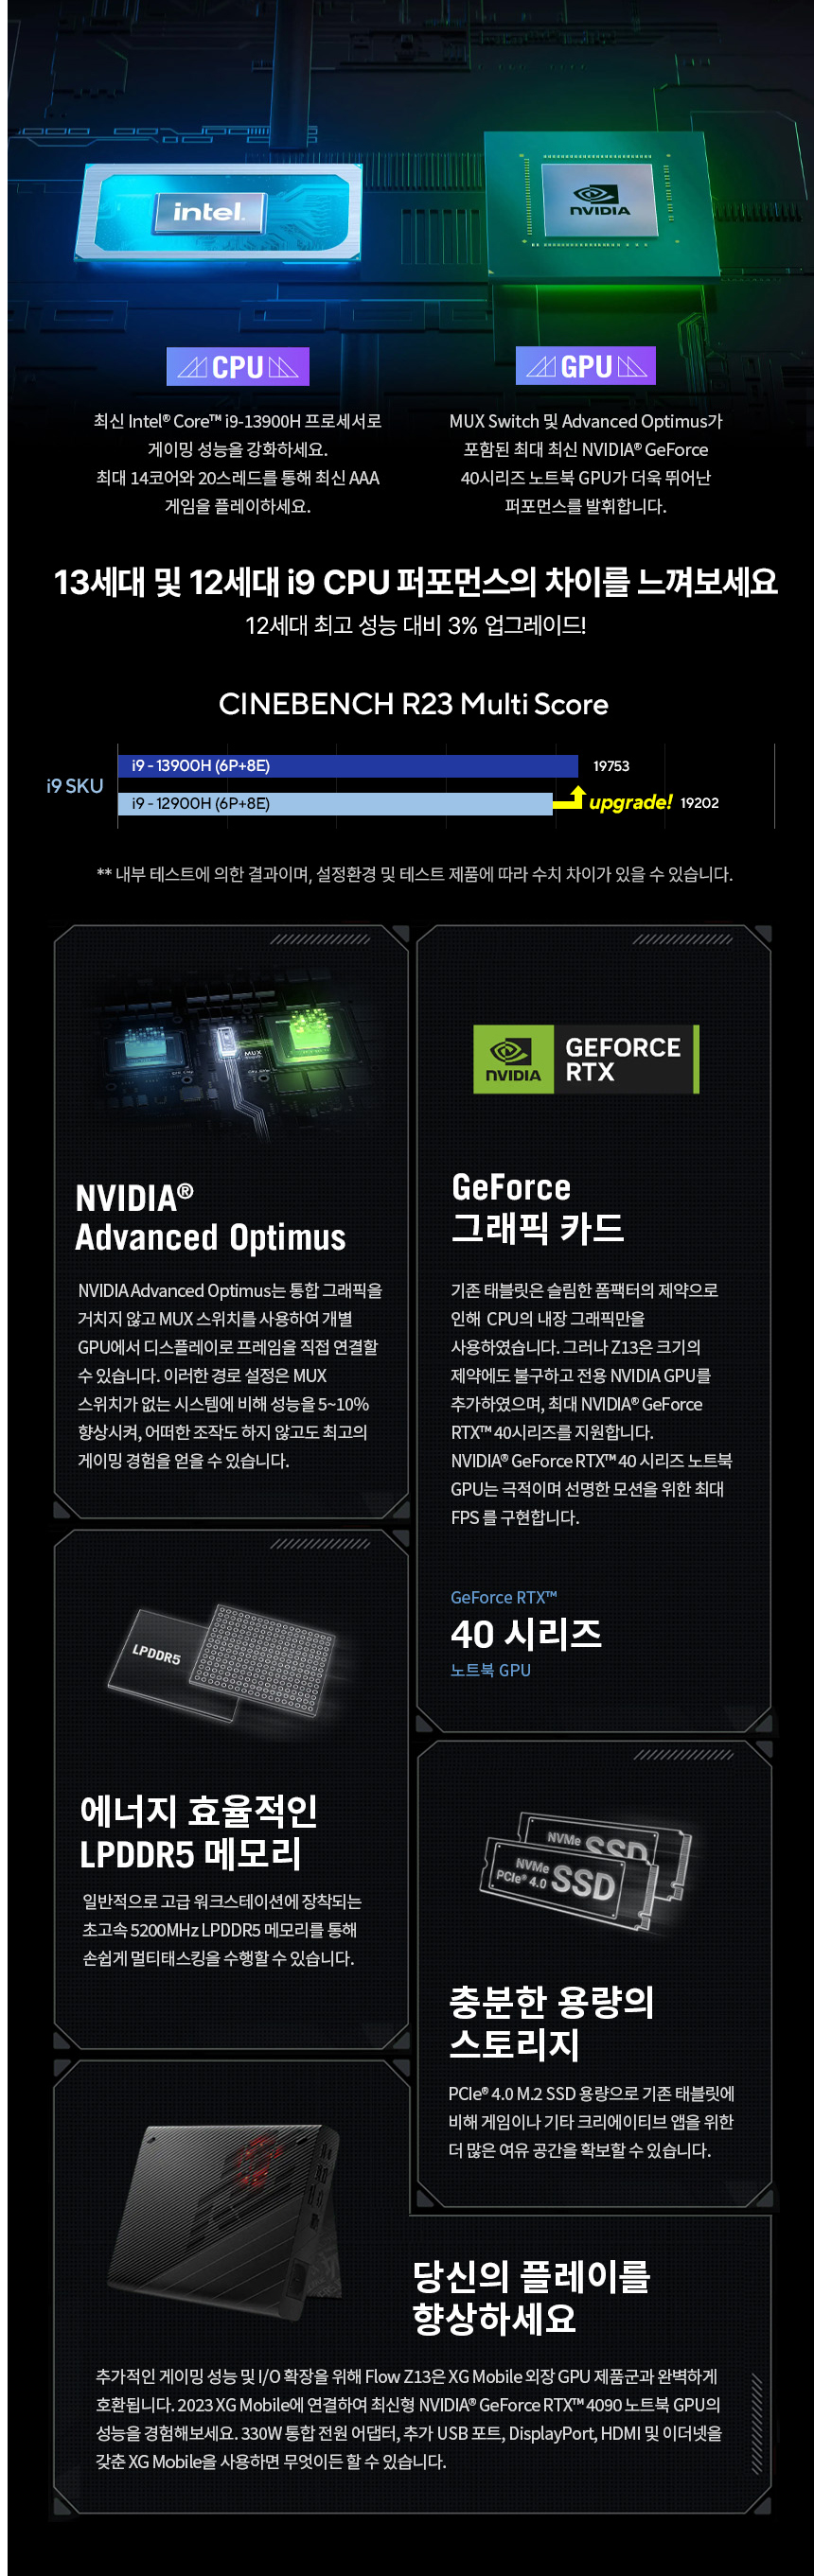 intel.
NVIDIA
CPU
최신 Intel® Core™ i9-13900H 프로세서로
게이밍 성능을 강화하세요.
최대 14코어와 20스레드를 통해 최신 AAA
게임을 플레이하세요.
GPU
MUX Switch 및 Advanced Optimus가
포함된 최대 최신 NVIDIA® GeForce
40시리즈 노트북 GPU가 더욱 뛰어난
퍼포먼스를 발휘합니다.
13세대 및 12세대 i9 CPU 퍼포먼스의 차이를 느껴보세요
12세대 최고 성능 대비 3% 업그레이드!
CINEBENCH R23 Multi Score
i9 SKU
i9 - 13900H (6P+8E)
19753
i9 - 12900H (6P+8E)
upgrade! 19202
** 내부 테스트에 의한 결과이며, 설정환경 및 테스트 제품에 따라 수치 차이가 있을 수 있습니다.
MUX
NVIDIA®
Advanced Optimus
NVIDIA Advanced Optimus는 통합 그래픽을
거치지 않고 MUX 스위치를 사용하여 개별
GPU에서 디스플레이로 프레임을 직접 연결할
수 있습니다. 이러한 경로 설정은 MUX
스위치가 없는 시스템에 비해 성능을 5~10%
향상시켜, 어떠한 조작도 하지 않고도 최고의
게이밍 경험을 얻을 수 있습니다.
NVIDIA
GEFORCE
RTX
GeForce
그래픽 카드
기존 태블릿은 슬림한 폼팩터의 제약으로
인해 CPU의 내장 그래픽만을
사용하였습니다. 그러나 Z13은 크기의
제약에도 불구하고 전용 NVIDIA GPU를
추가하였으며, 최대 NVIDIA® GeForce
RTX™ 40시리즈를 지원합니다.
NVIDIA® GeForce RTX™ 40 시리즈 노트북
GPU는 극적이며 선명한 모션을 위한 최대
FPS 를 구현합니다.
GeForce RTX™
40 시리즈
노트북 GPU
LPDDR5
에너지 효율적인
LPDDR5 메모리
일반적으로 고급 워크스테이션에 장착되는
초고속 5200MHz LPDDR5 메모리를 통해
손쉽게 멀티태스킹을 수행할 수 있습니다.
NVMe SSD
NVMe
PCIe® 4.0 SSD
충분한 용량의
스토리지
PCIe® 4.0 M.2 SSD 용량으로 기존 태블릿에
비해 게임이나 기타 크리에이티브 앱을 위한
더 많은 여유 공간을 확보할 수 있습니다.
당신의 플레이를
향상하세요
추가적인 게이밍 성능 및 I/O 확장을 위해 Flow Z13은 XG Mobile 외장 GPU 제품군과 완벽하게
호환됩니다. 2023 XG Mobile에 연결하여 최신형 NVIDIA® GeForce RTX™ 4090 노트북 GPU의
성능을 경험해보세요. 330W 통합 전원 어댑터, 추가 USB 포트, DisplayPort, HDMI 및 이더넷을
갖춘 XG Mobile을 사용하면 무엇이든 할 수 있습니다.